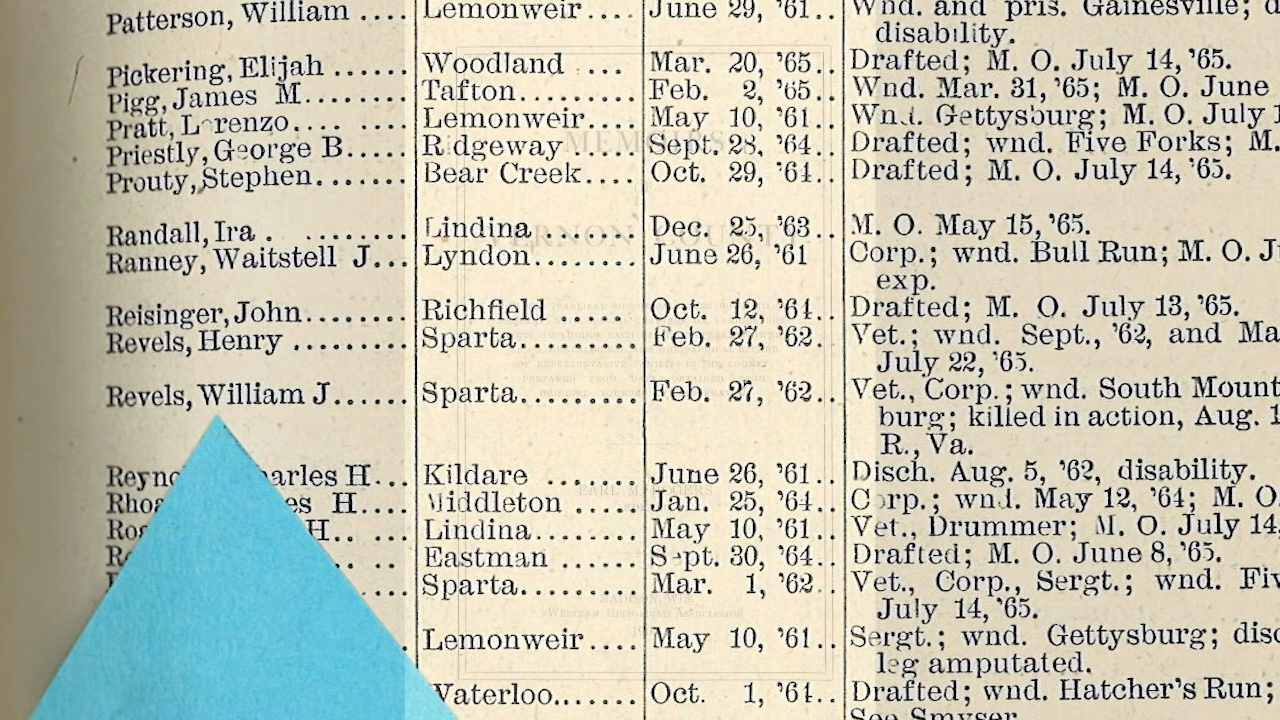 Patterson, William .... Lemonweir.... June 29, '61.. Wnd. and pris. Gainesville;
disability.
Pickering, Elijah ...... Woodland ... Mar. 20, '65.. Drafted; M. O. July 14, '65.
Pigg, James M........ Tafton......... Feb. 2, '65.. Wnd. Mar. 31, '65; M. O. June
Pratt, Lorenzo.... .... Lemonweir.... May 10, '61.. Wnd. Gettysburg; M. O. July
Priestly, George B..... Ridgeway ..... Sept. 28, '64.. Drafted; wnd. Five Forks; M.
Prouty, Stephen........ Bear Creek.... Oct. 29, '64.. Drafted; M. O. July 14, '65.
Randall, Ira . ........ Lindina ....... Dec. 25, '63.. M. O. May 15, '65.
Ranney, Waitstell J... Lyndon........ June 26, '61 Corp.; wnd. Bull Run; M. O.
exp.
Reisinger, John........ Richfield ..... Oct. 12, '64.. Drafted; M. O. July 13, '65.
Revels, Henry ........ Sparta......... Feb. 27, '62.. Vet.; wnd. Sept., '62, and
July 22, '65.
Revels, William J...... Sparta......... Feb. 27, '62.. Vet., Corp.; wnd. South
burg; killed in action, Aug.
R., Va.
H... Kildare ....... June 26, '61.. Disch. Aug. 5, '62, disability.
H.... Middleton ..... Jan. 25, '64.. Corp.; wnd. May 12, '64; M. O.
H.. .... Lindina........ May 10, '61.. Vet., Drummer; M. O. July 14,
Eastman ...... Sept. 30, '64.. Drafted; M. O. June 8, '65.
Sparta......... Mar. 1, '62.. Vet., Corp., Sergt.; wnd.
July 14, '65.
Lemonweir.... May 10, '61.. Sergt.; wnd. Gettysburg;
leg amputated.
Waterloo....... Oct. 1, '64.. Drafted; wnd. Hatcher's Run;
See Smyser
MEMOIRS
VERNON COUNTY